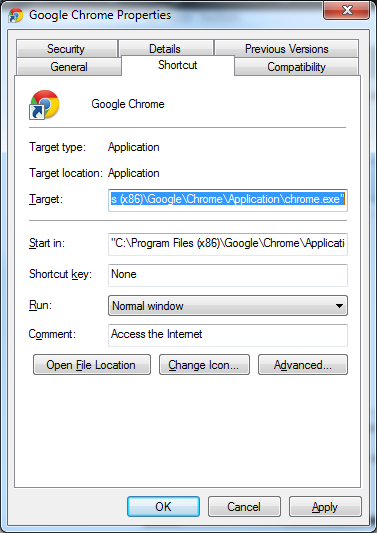 Google Chrome Properties
Security Details Previous Versions
General Shortcut Compatibility
Google Chrome
Target type: Application
Target location: Application
Target: s (x86)\Google\Chrome\Application\chrome.exe"
Start in: "C:\Program Files (x86)\Google\Chrome\Applicati
Shortcut key: None
Run: Normal window
Comment: Access the Internet
Open File Location Change Icon... Advanced...
OK Cancel Apply